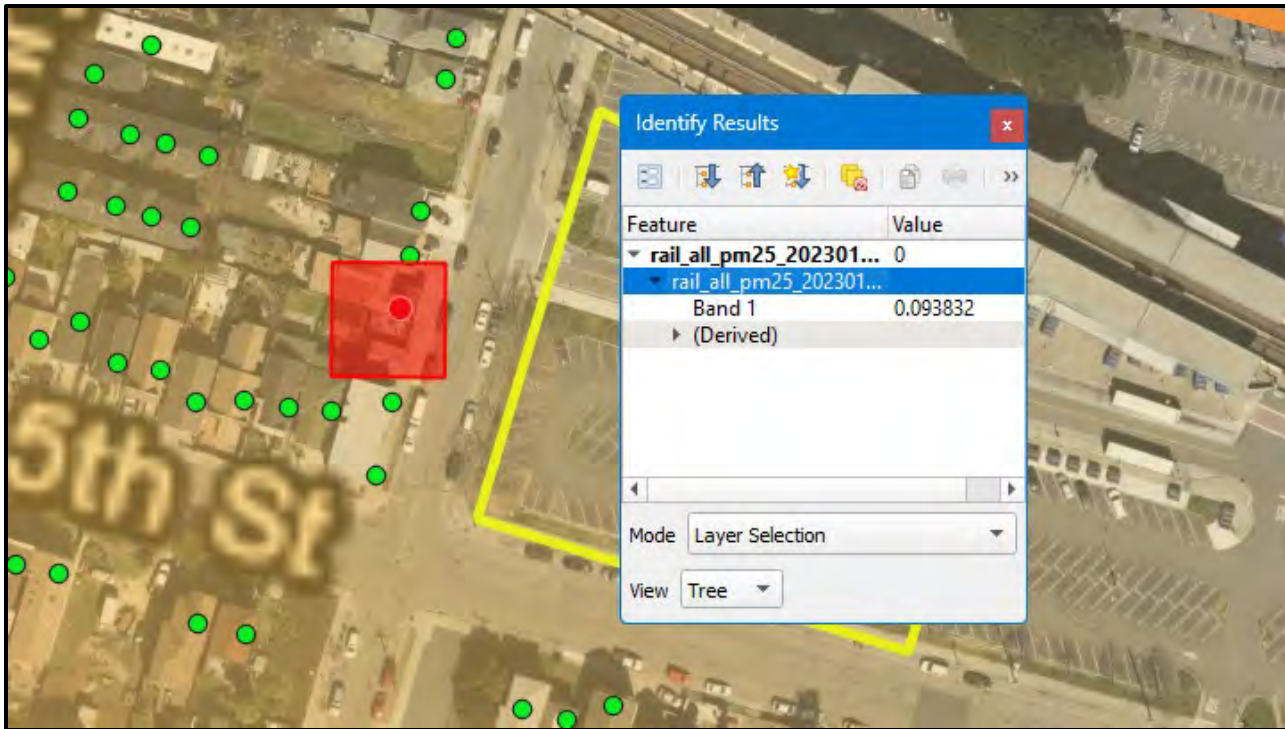 5th St
Identify Results
x
»
Feature Value
rail_all_pm25_202301... 0
rail_all_pm25_202301...
Band 1 0.093832
(Derived)
Mode Layer Selection
View Tree